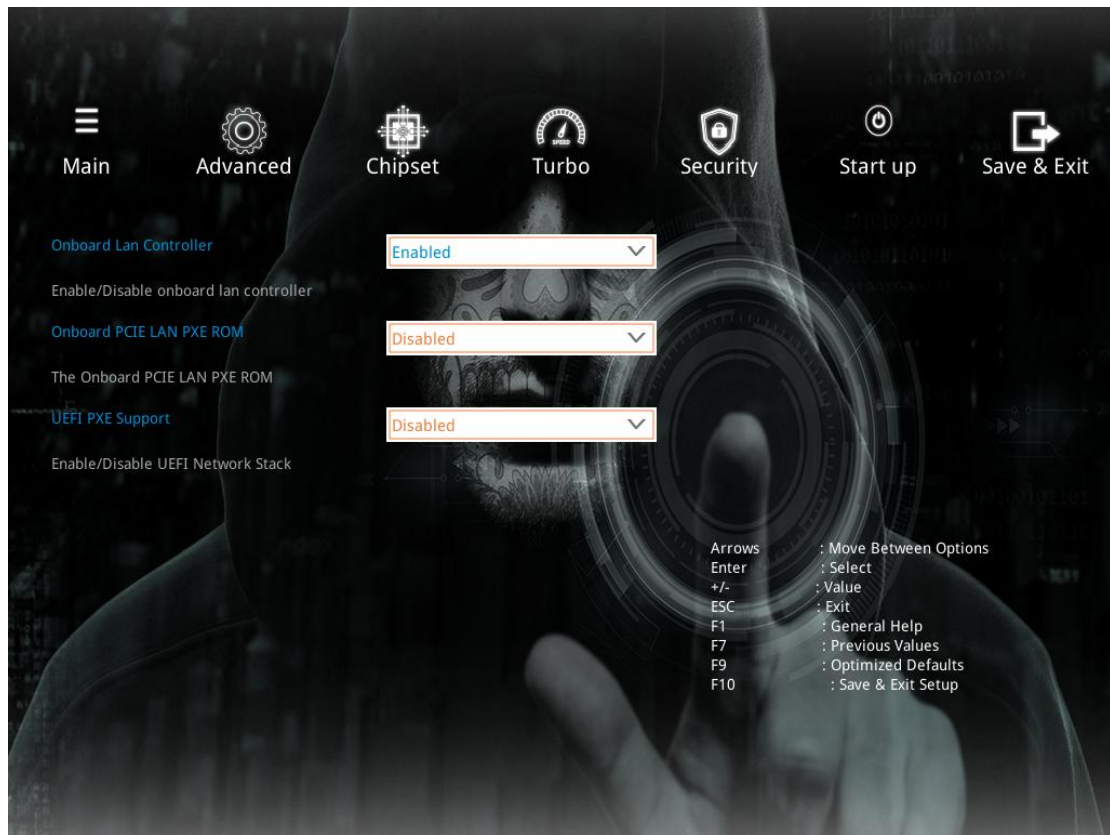 Main
Advanced
Chipset
SPEED
Turbo
Security
Start up
Save & Exit
Onboard Lan Controller
Enabled
Enable/Disable onboard lan controller
Onboard PCIE LAN PXE ROM
Disabled
The Onboard PCIE LAN PXE ROM
UEFI PXE Support
Disabled
Enable/Disable UEFI Network Stack
Arrows : Move Between Options
Enter : Select
+/- : Value
ESC : Exit
F1 : General Help
F7 : Previous Values
F9 : Optimized Defaults
F10 : Save & Exit Setup